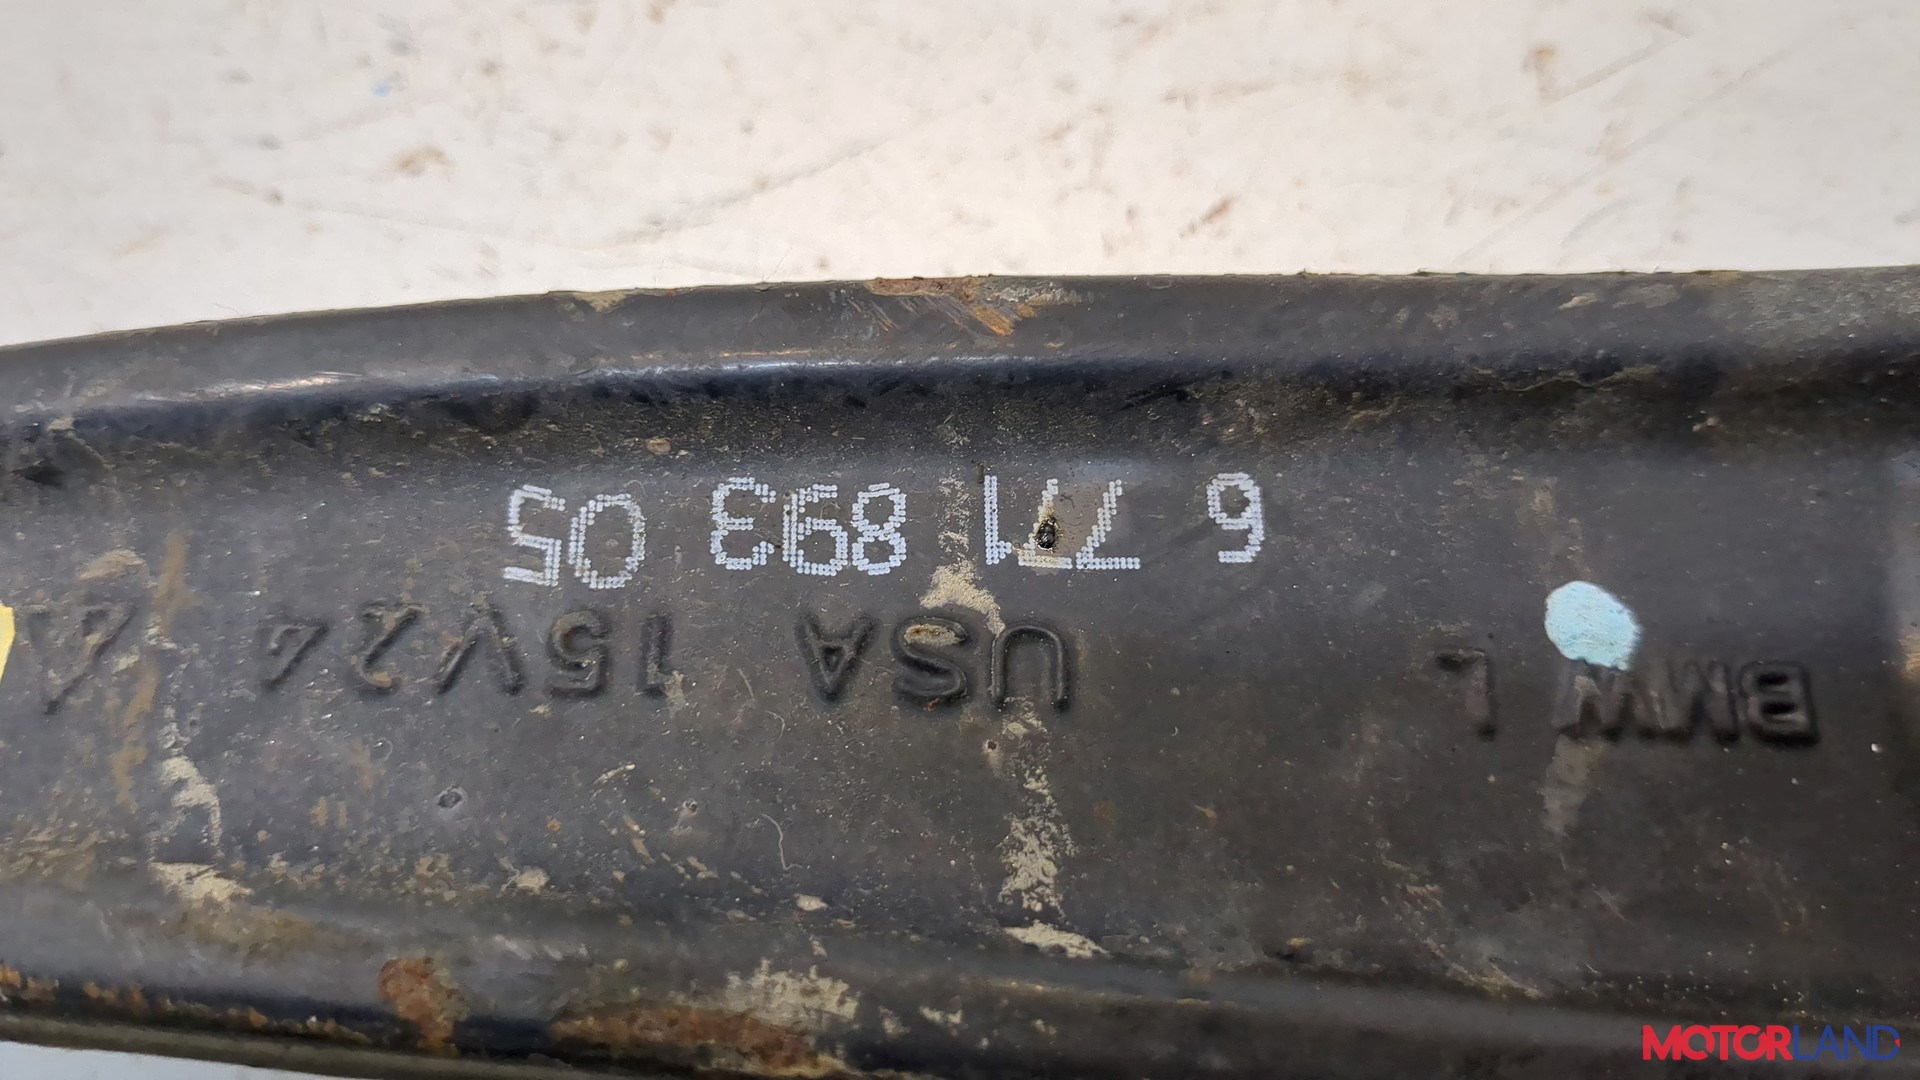 BMW L USA 15V24
6 771 893 05
MOTORLAND